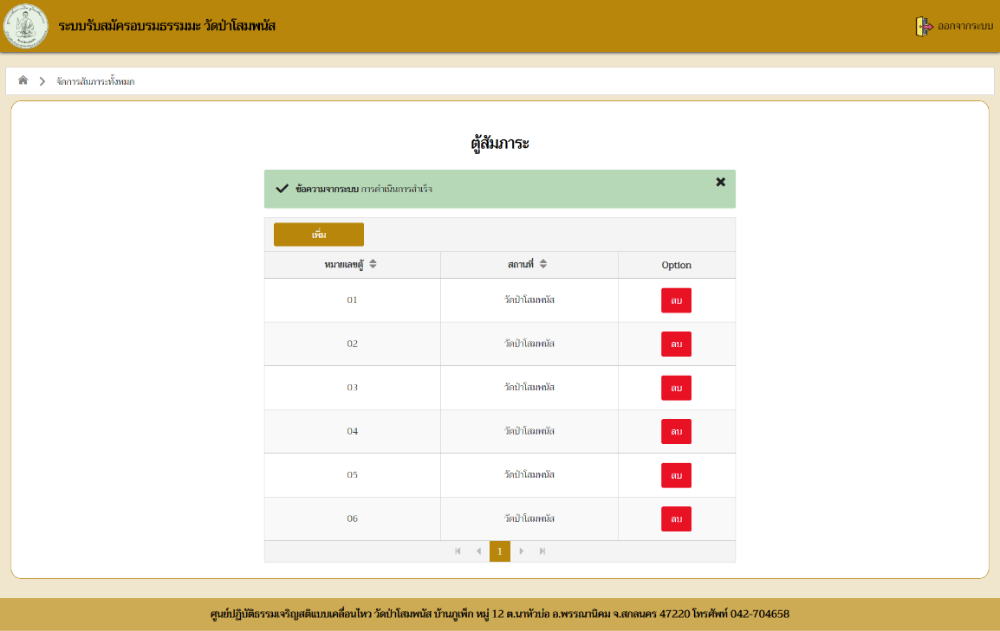 ระบบรับสมัครอบรมธรรมมะ วัดป่าโสมพนัส
ออกจากระบบ
จัดการสัมภาระทั้งหมด
ตู้สัมภาระ
ข้อความจากระบบ การดำเนินการสำเร็จ
เพิ่ม
หมายเลขตู้ สถานที่ Option
01 วัดป่าโสมพนัส ลบ
02 วัดป่าโสมพนัส ลบ
03 วัดป่าโสมพนัส ลบ
04 วัดป่าโสมพนัส ลบ
05 วัดป่าโสมพนัส ลบ
06 วัดป่าโสมพนัส ลบ
1
ศูนย์ปฏิบัติธรรมเจริญสติแบบเคลื่อนไหว วัดป่าโสมพนัส บ้านภูเพ็ก หมู่ 12 ต.นาหัวบ่อ อ.พรรณานิคม จ.สกลนคร 47220 โทรศัพท์ 042-704658